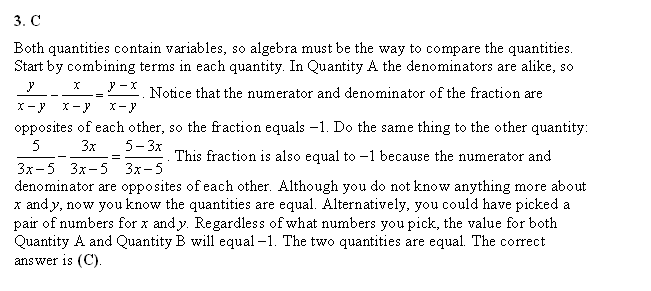 3. C
Both quantities contain variables, so algebra must be the way to compare the quantities.
Start by combining terms in each quantity. In Quantity A the denominators are alike, so
y/(x − y) − x/(x − y) = (y − x)/(x − y). Notice that the numerator and denominator of the fraction are
opposites of each other, so the fraction equals −1. Do the same thing to the other quantity:
5/(3x − 5) − 3x/(3x − 5) = (5 − 3x)/(3x − 5). This fraction is also equal to −1 because the numerator and
denominator are opposites of each other. Although you do not know anything more about
x and y, now you know the quantities are equal. Alternatively, you could have picked a
pair of numbers for x and y. Regardless of what numbers you pick, the value for both
Quantity A and Quantity B will equal −1. The two quantities are equal. The correct
answer is (C).